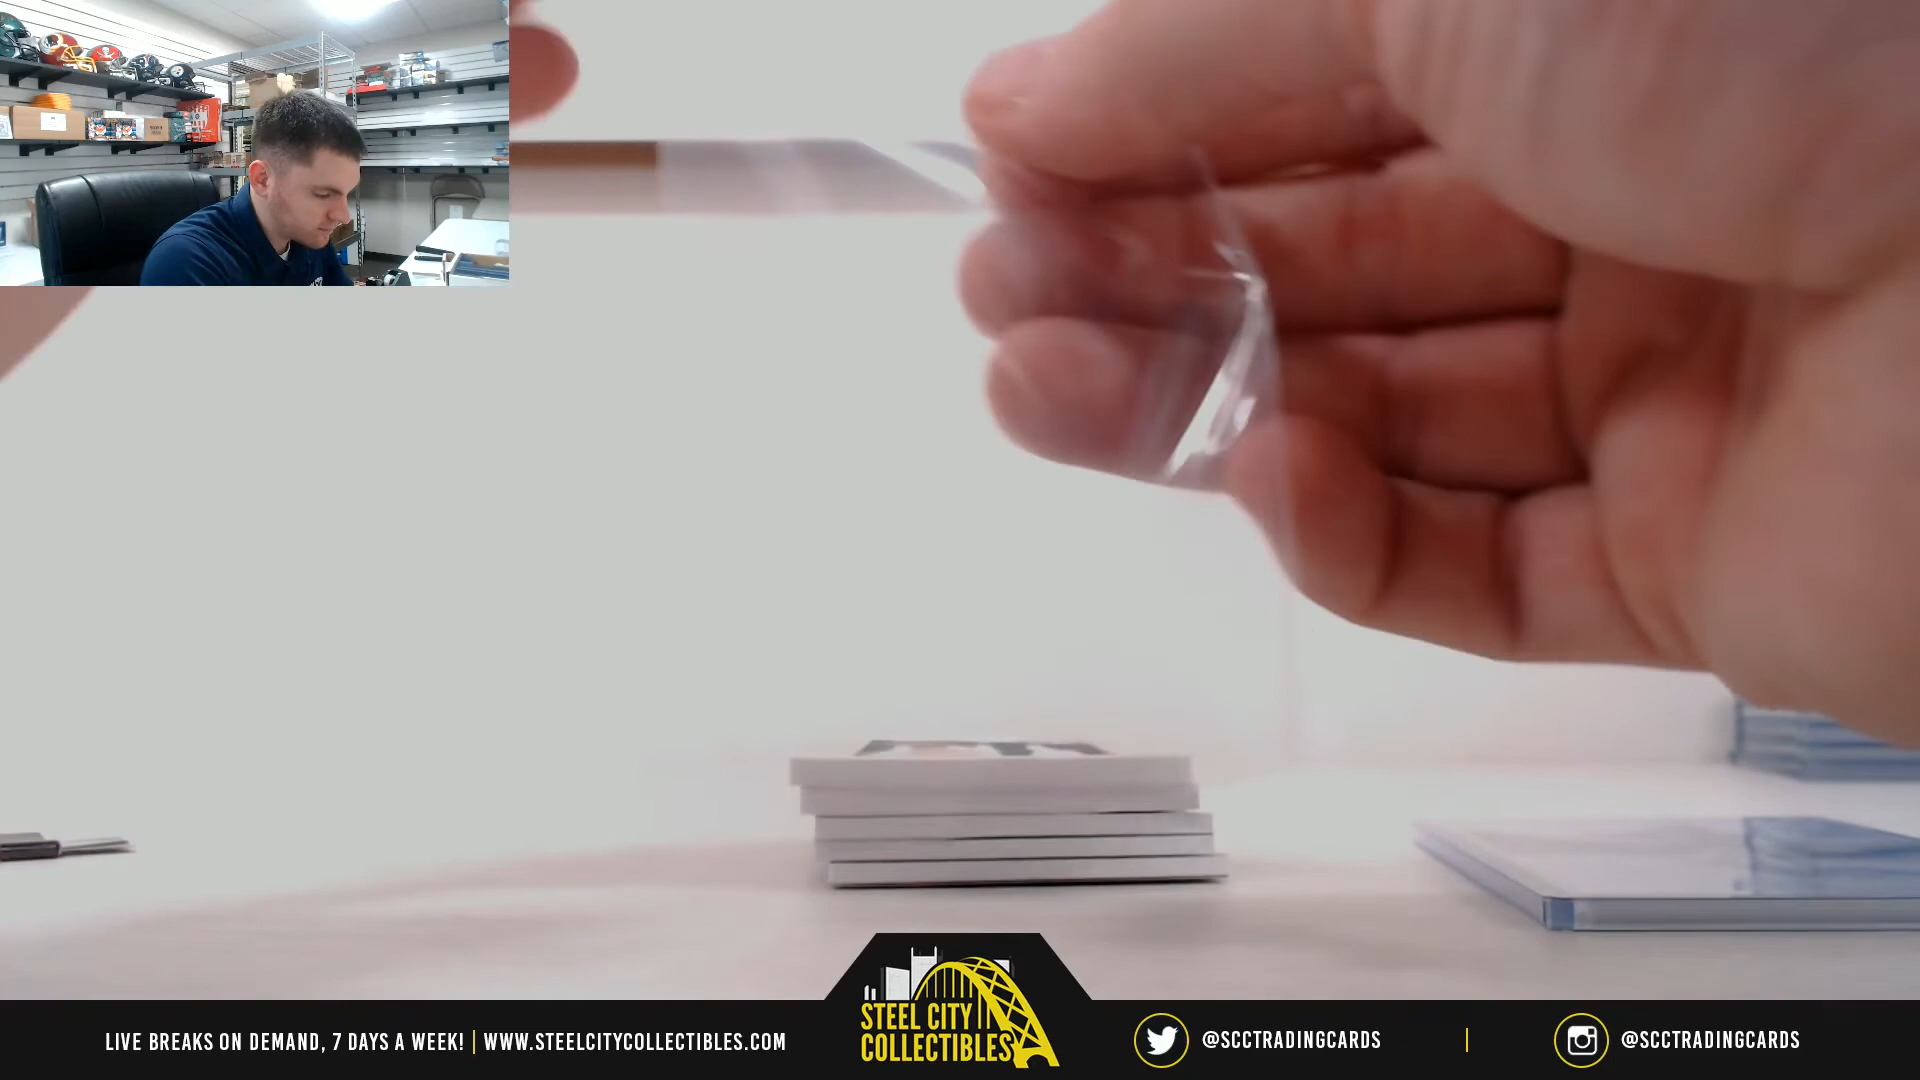 LIVE BREAKS ON DEMAND, 7 DAYS A WEEK! | WWW.STEELCITYCOLLECTIBLES.COM
STEEL CITY
COLLECTIBLES
@SCCTRADINGCARDS | @SCCTRADINGCARDS